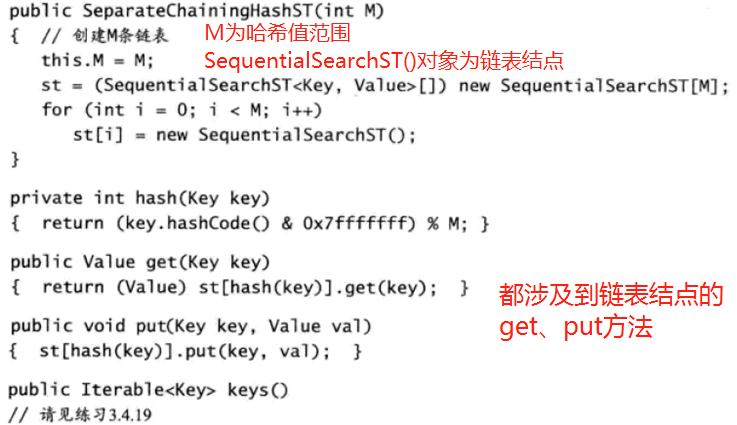 public SeparateChainingHashST(int M)
{  // 创建M条链表 M为哈希值范围
this.M = M; SequentialSearchST()对象为链表结点
st = (SequentialSearchST<Key, Value>[]) new SequentialSearchST[M];
for (int i = 0; i < M; i++)
st[i] = new SequentialSearchST();
}
private int hash(Key key)
{  return (key.hashCode() & 0x7fffffff) % M; }
public Value get(Key key)
{  return (Value) st[hash(key)].get(key);  }
都涉及到链表结点的
get、put方法
public void put(Key key, Value val)
{  st[hash(key)].put(key, val);  }
public Iterable<Key> keys()
// 请见练习3.4.19